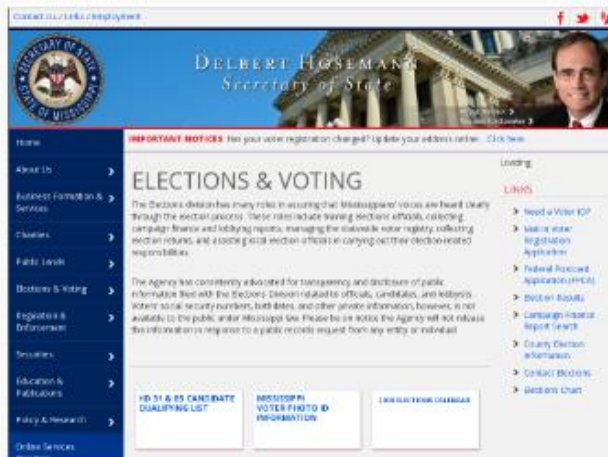 Contact Us / Links / Employment
SECRETARY OF STATE
STATE OF MISSISSIPPI
DELBERT HOSEMANN
Secretary of State
IMPORTANT NOTICES Has your voter registration changed? Update your address online. Click here
Home
About Us
Business Formation &
Services
Charities
Public Lands
Elections & Voting
Regulation &
Enforcement
Securities
Education &
Publications
Policy & Research
Online Services
ELECTIONS & VOTING
The Elections division has many roles in assuring that Mississippians' voices are heard clearly
through the election process. These roles include training elections officials, collecting
campaign finance and lobbying reports, managing the statewide voter registry, collecting
election returns, and assisting local election officials in carrying out their election-related
responsibilities.
The Agency has consistently advocated for transparency and disclosure of public
information filed with the Elections Division related to officials, candidates, and lobbyists.
Voters' social security numbers, birth dates, and other private information, however, is not
available to the public under Mississippi law. Please be on notice the Agency will not release
this information in response to a public records request from any entity or individual.
HD 51 & 85 CANDIDATE
QUALIFYING LIST
MISSISSIPPI
VOTER PHOTO ID
INFORMATION
ELECTIONS CALENDAR
Loading
LINKS
Need a Voter ID?
Mail-in Voter
Registration
Application
Federal Postcard
Application (FPCA)
Election Results
Campaign Finance
Report Search
County Election
Information
Contact Elections
Elections Chart